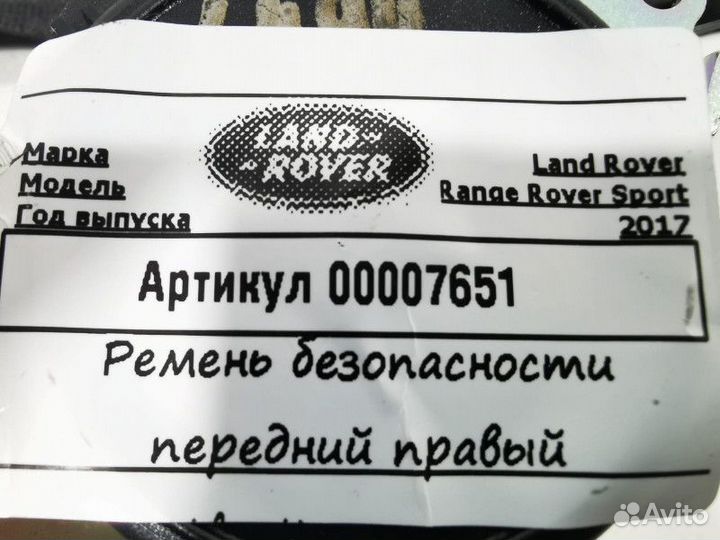 LAND
ROVER
Марка Land Rover
Модель Range Rover Sport
Год выпуска 2017
Артикул 00007651
Ремень безопасности
передний правый
Avito